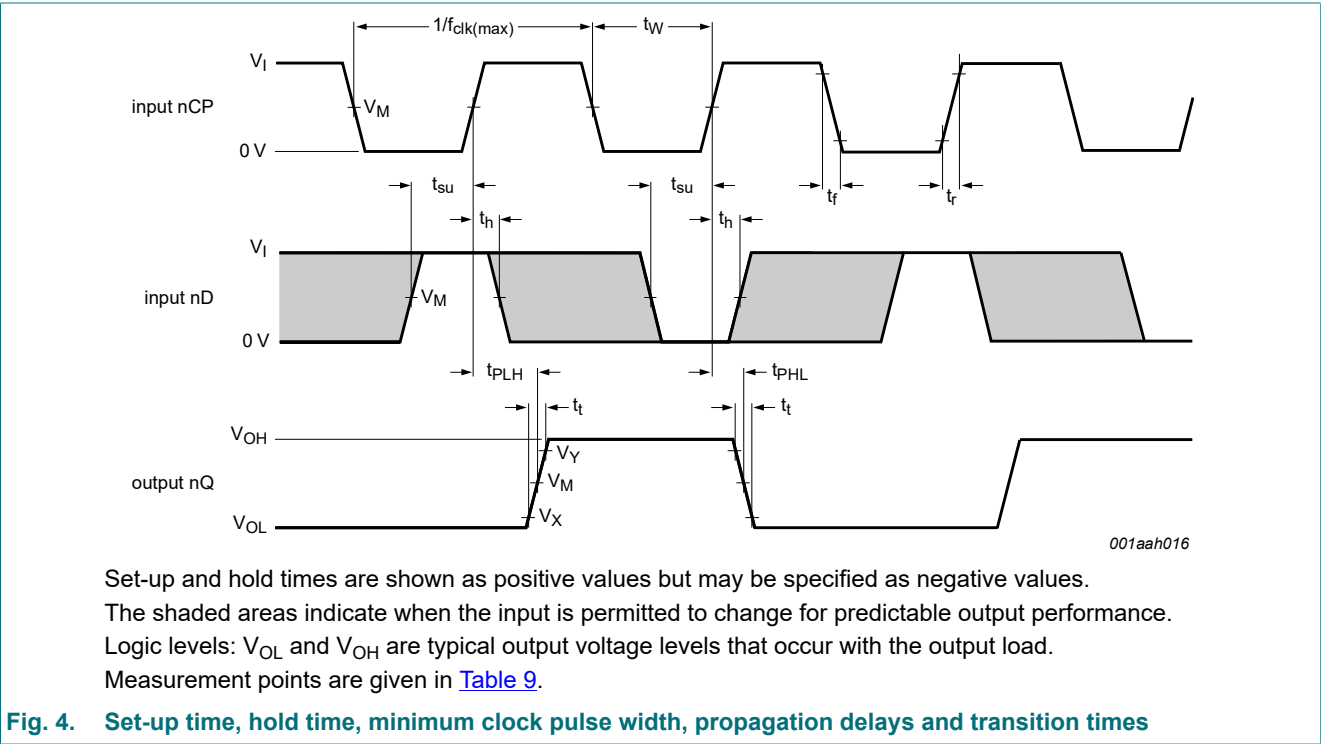 1/fclk(max)
tW
VI
input nCP
VM
0 V
tsu
tsu
tf
tr
th
th
VI
input nD
VM
0 V
tPLH
tPHL
tt
tt
VOH
VY
output nQ
VM
VX
VOL
001aah016
Set-up and hold times are shown as positive values but may be specified as negative values.
The shaded areas indicate when the input is permitted to change for predictable output performance.
Logic levels: VOL and VOH are typical output voltage levels that occur with the output load.
Measurement points are given in Table 9.
Fig. 4. Set-up time, hold time, minimum clock pulse width, propagation delays and transition times